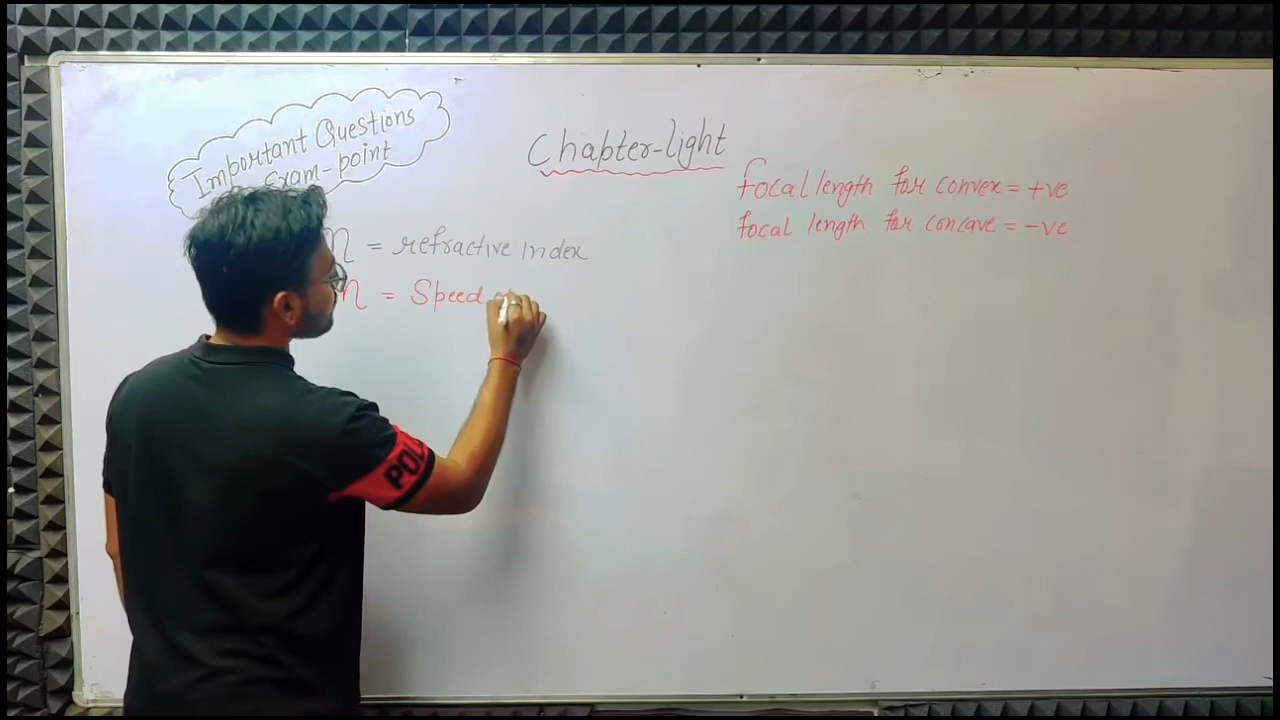 Important Questions
Exam-point
Chapter-light
focal length for convex = +ve
focal length for concave = -ve
η = refractive index
η = Speed
POL